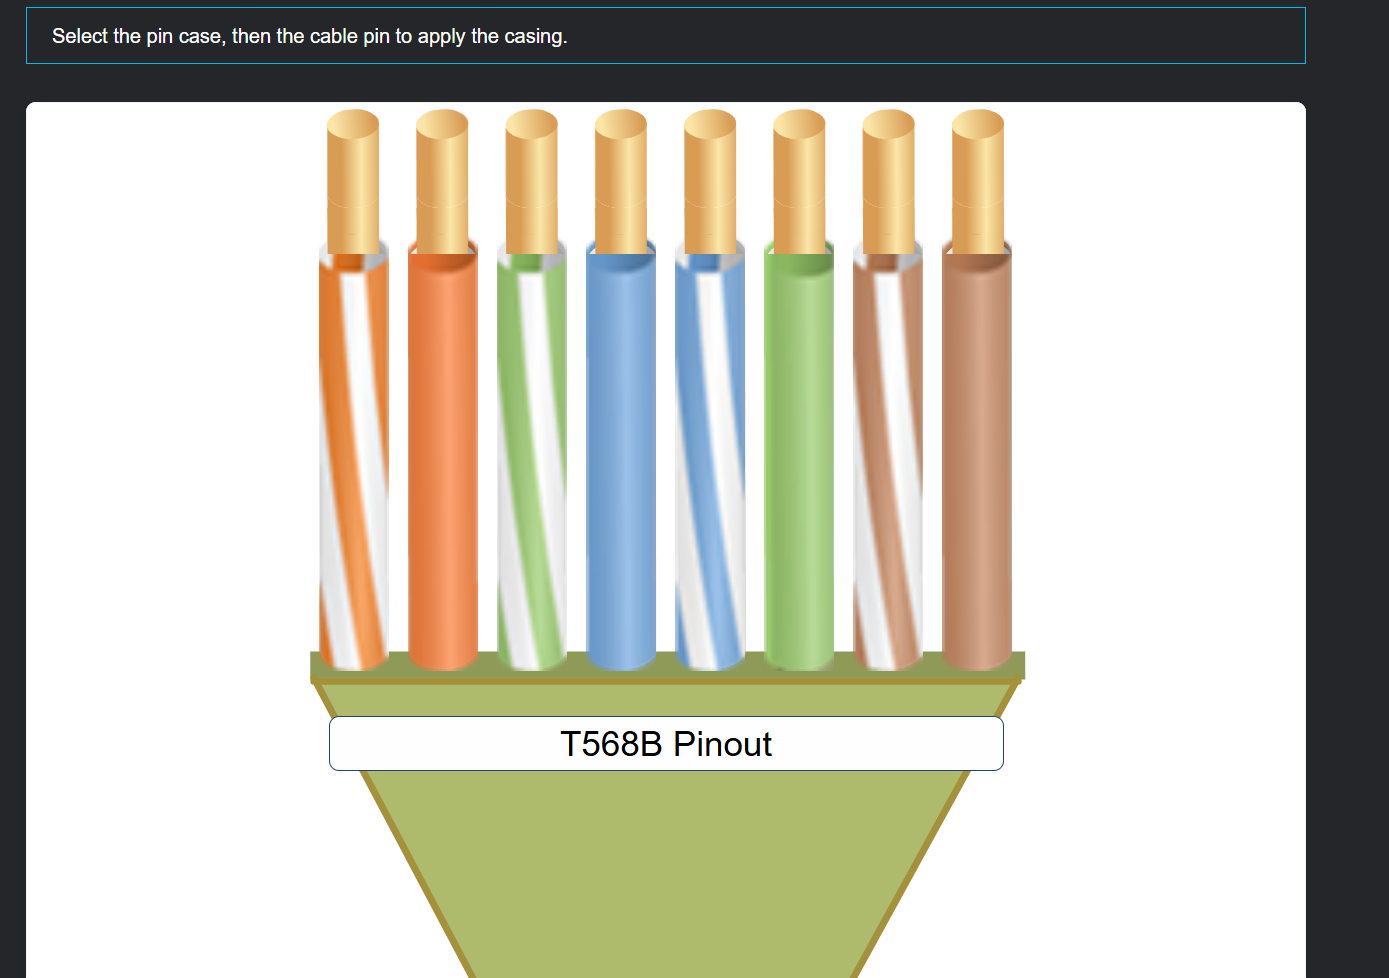 Select the pin case, then the cable pin to apply the casing.
T568B Pinout